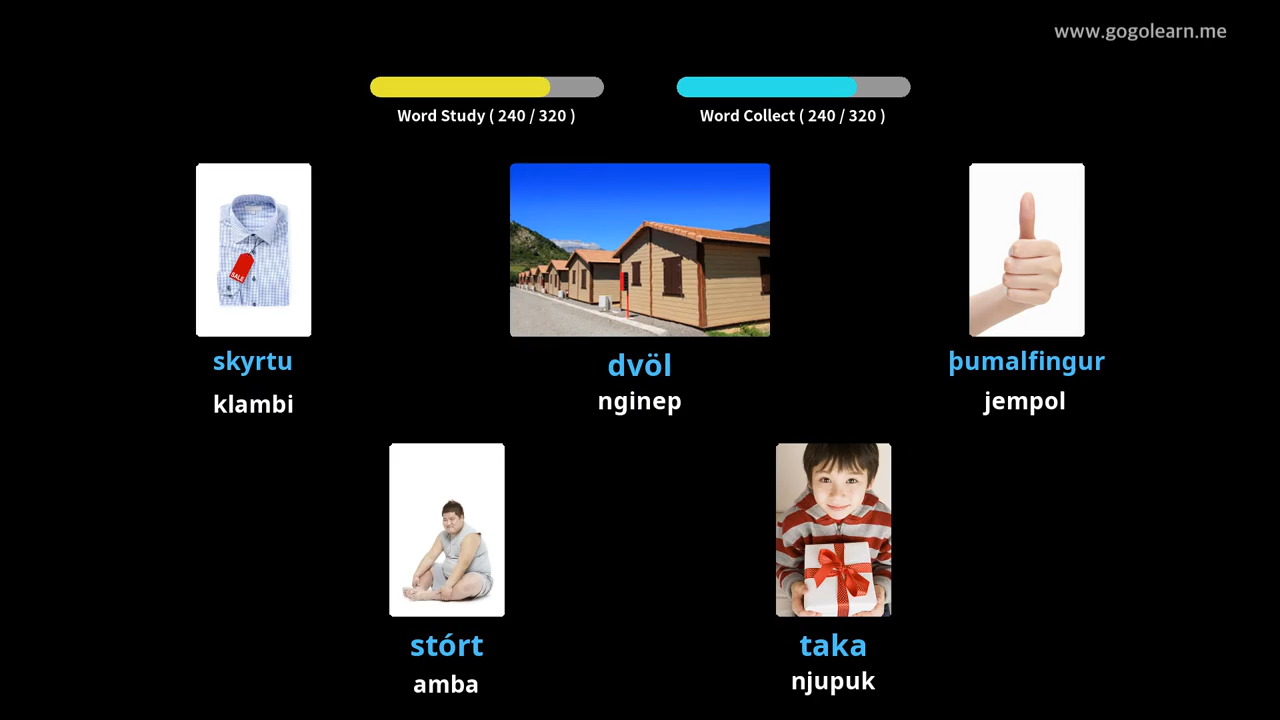 www.gogolearn.me
Word Study ( 240 / 320 )
Word Collect ( 240 / 320 )
SALE
skyrtu
klambi
dvöl
nginep
þumalfingur
jempol
stórt
amba
taka
njupuk